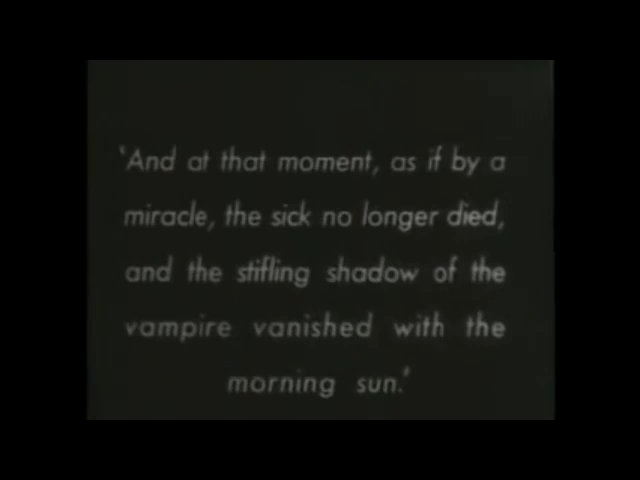 'And at that moment, as if by a
miracle, the sick no longer died,
and the stifling shadow of the
vampire vanished with the
morning sun.'